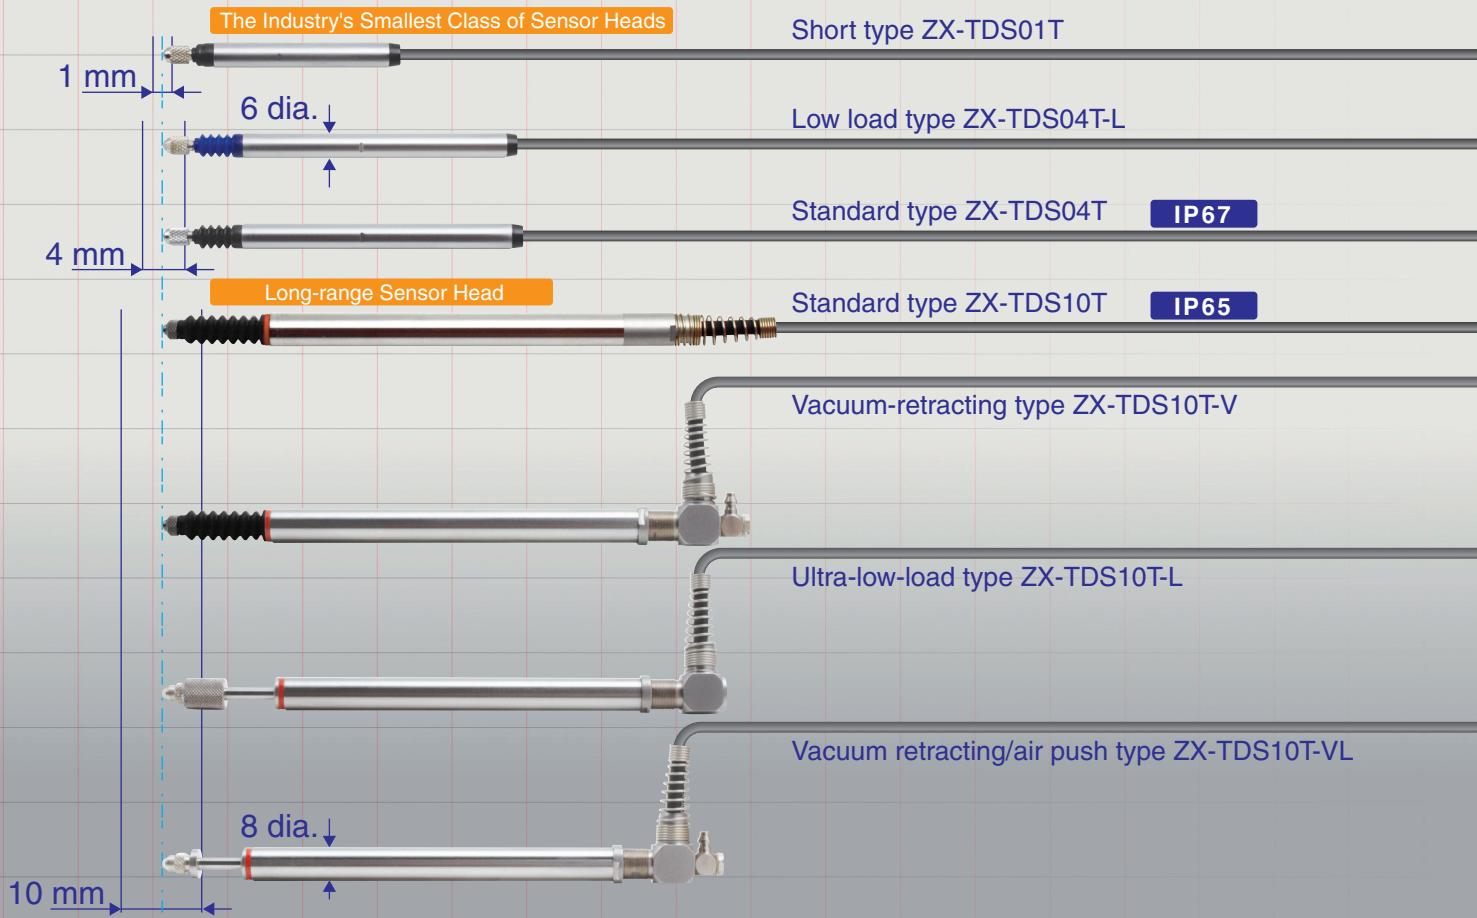 The Industry's Smallest Class of Sensor Heads
Short type ZX-TDS01T
1 mm
6 dia.
Low load type ZX-TDS04T-L
Standard type ZX-TDS04T
IP67
4 mm
Long-range Sensor Head
Standard type ZX-TDS10T
IP65
Vacuum-retracting type ZX-TDS10T-V
Ultra-low-load type ZX-TDS10T-L
Vacuum retracting/air push type ZX-TDS10T-VL
8 dia.
10 mm